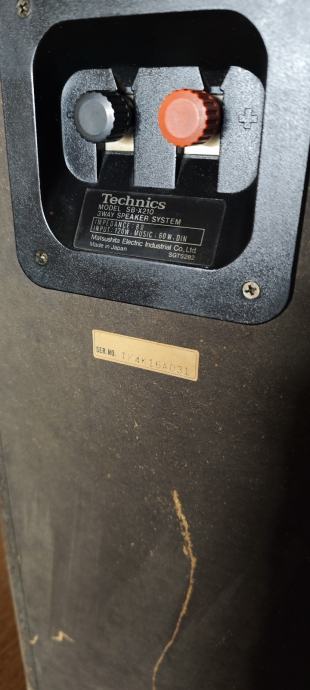 +
Technics
MODEL SB-X210
3WAY SPEAKER SYSTEM
IMPEDANCE : 8Ω
INPUT : 120W. MUSIC : 60W. DIN
Matsushita Electric Industrial Co., Ltd.
Made in Japan
SGT5282
SER.NO.